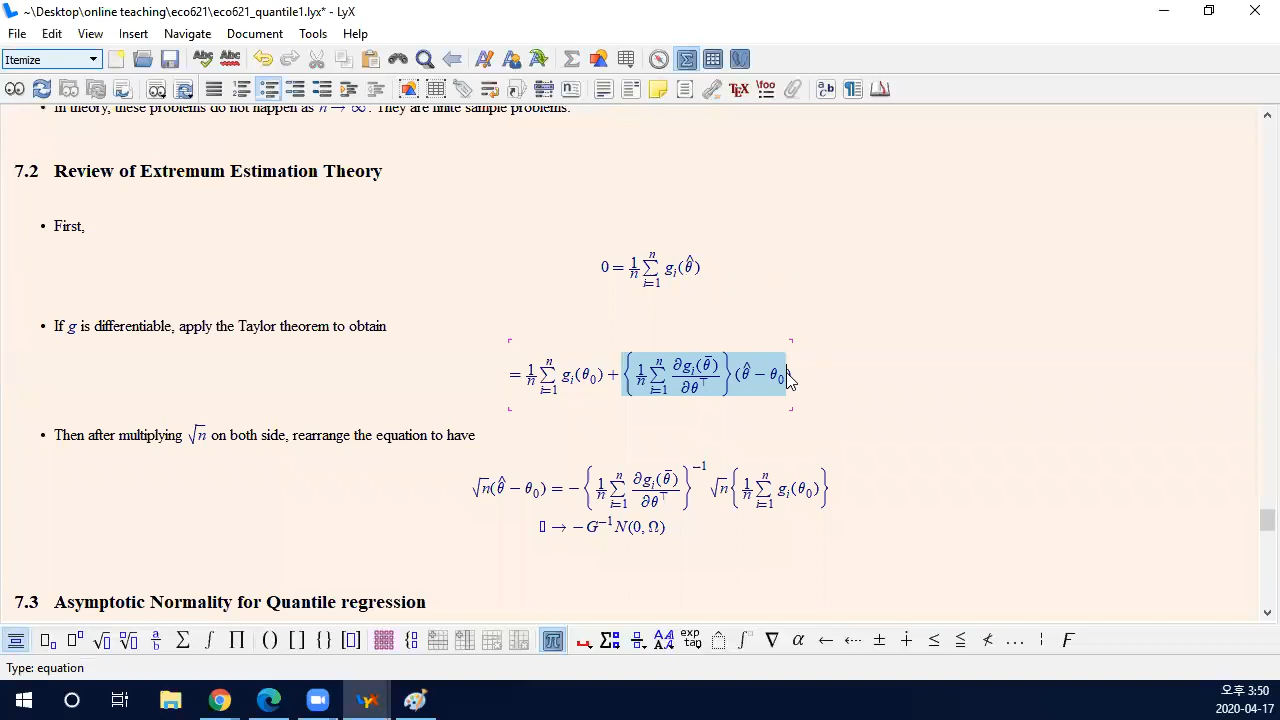 ~\Desktop\online teaching\eco621\eco621_quantile1.lyx* - LyX
File Edit View Insert Navigate Document Tools Help
Itemize
In theory, these problems do not happen as n → ∞. They are finite sample problems.
7.2 Review of Extremum Estimation Theory
• First,
0 = 1/n ∑_{i=1}^{n} g_i(θ̂)
• If g is differentiable, apply the Taylor theorem to obtain
= 1/n ∑_{i=1}^{n} g_i(θ_0) + {1/n ∑_{i=1}^{n} ∂g_i(θ̄)/∂θ^⊤}(θ̂ − θ_0)
• Then after multiplying √n on both side, rearrange the equation to have
√n(θ̂ − θ_0) = −{1/n ∑_{i=1}^{n} ∂g_i(θ̄)/∂θ^⊤}^{−1} √n{1/n ∑_{i=1}^{n} g_i(θ_0)}
▯ → −G^{−1}N(0, Ω)
7.3 Asymptotic Normality for Quantile regression
Type: equation
오후 3:50
2020-04-17